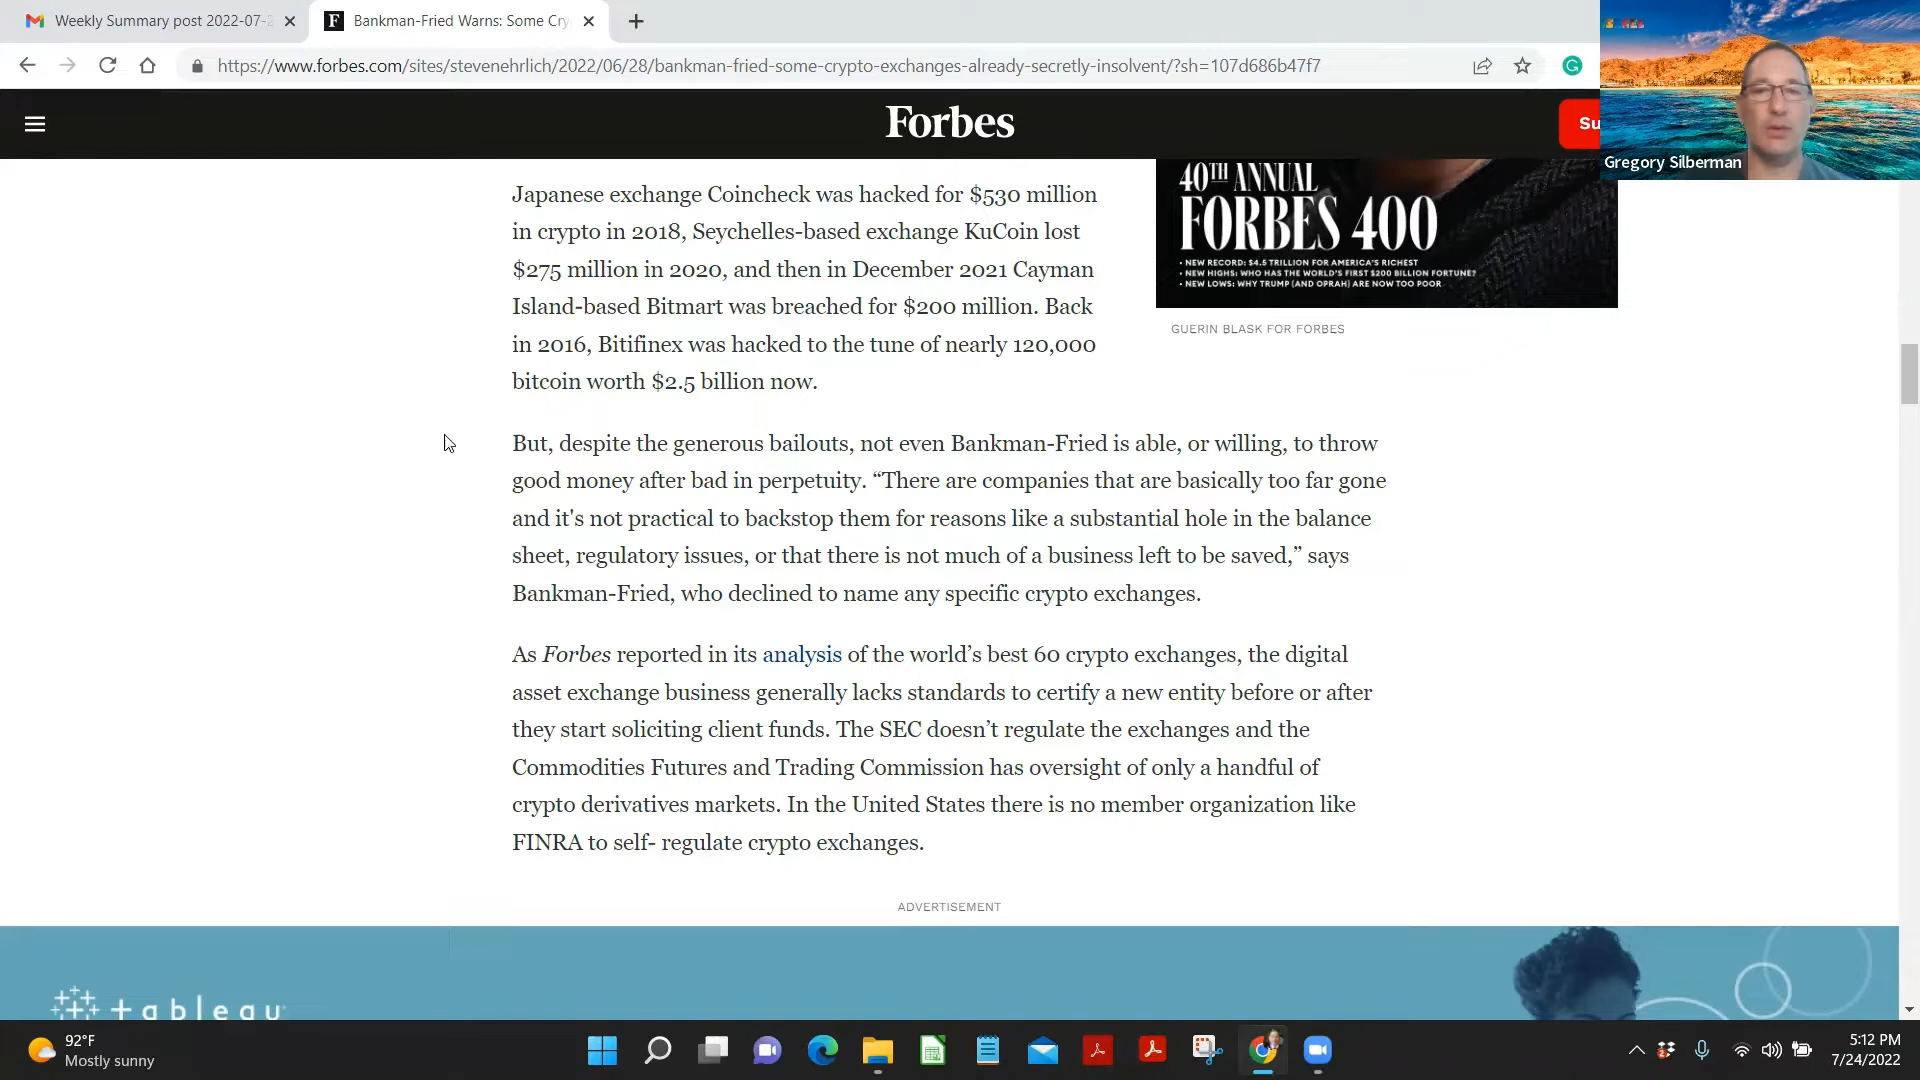 Weekly Summary post 2022-07-2
Bankman-Fried Warns: Some Cry
https://www.forbes.com/sites/stevenehrlich/2022/06/28/bankman-fried-some-crypto-exchanges-already-secretly-insolvent/?sh=107d686b47f7
Forbes
Su
Gregory Silberman
Japanese exchange Coincheck was hacked for $530 million
in crypto in 2018, Seychelles-based exchange KuCoin lost
$275 million in 2020, and then in December 2021 Cayman
Island-based Bitmart was breached for $200 million. Back
in 2016, Bitifinex was hacked to the tune of nearly 120,000
bitcoin worth $2.5 billion now.
40TH ANNUAL
FORBES 400
• NEW RECORD: $4.5 TRILLION FOR AMERICA'S RICHEST
• NEW HIGHS: WHO HAS THE WORLD'S FIRST $200 BILLION FORTUNE?
• NEW LOWS: WHY TRUMP (AND OPRAH) ARE NOW TOO POOR
GUERIN BLASK FOR FORBES
But, despite the generous bailouts, not even Bankman-Fried is able, or willing, to throw
good money after bad in perpetuity. “There are companies that are basically too far gone
and it's not practical to backstop them for reasons like a substantial hole in the balance
sheet, regulatory issues, or that there is not much of a business left to be saved,” says
Bankman-Fried, who declined to name any specific crypto exchanges.
As Forbes reported in its analysis of the world’s best 60 crypto exchanges, the digital
asset exchange business generally lacks standards to certify a new entity before or after
they start soliciting client funds. The SEC doesn’t regulate the exchanges and the
Commodities Futures and Trading Commission has oversight of only a handful of
crypto derivatives markets. In the United States there is no member organization like
FINRA to self- regulate crypto exchanges.
ADVERTISEMENT
+ableau
92°F
Mostly sunny
5:12 PM
7/24/2022